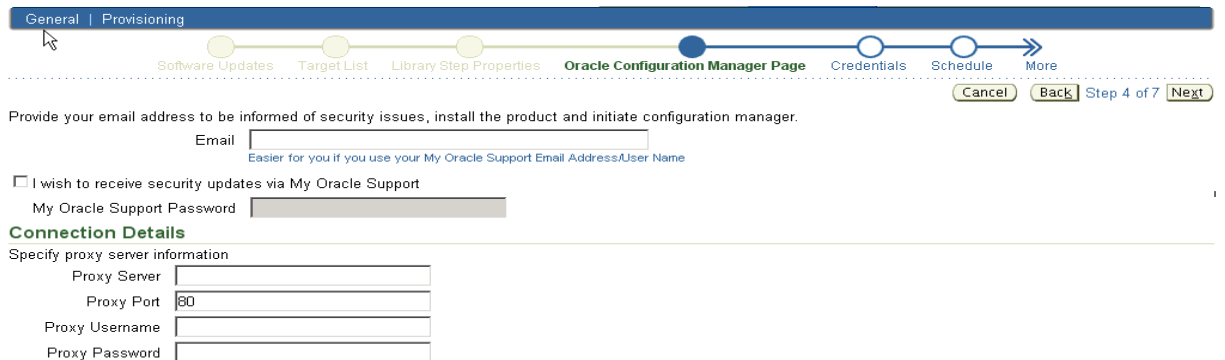 General | Provisioning
Software Updates Target List Library Step Properties Oracle Configuration Manager Page Credentials Schedule More
Cancel Back Step 4 of 7 Next
Provide your email address to be informed of security issues, install the product and initiate configuration manager.
Email
Easier for you if you use your My Oracle Support Email Address/User Name
I wish to receive security updates via My Oracle Support
My Oracle Support Password
Connection Details
Specify proxy server information
Proxy Server
Proxy Port 80
Proxy Username
Proxy Password